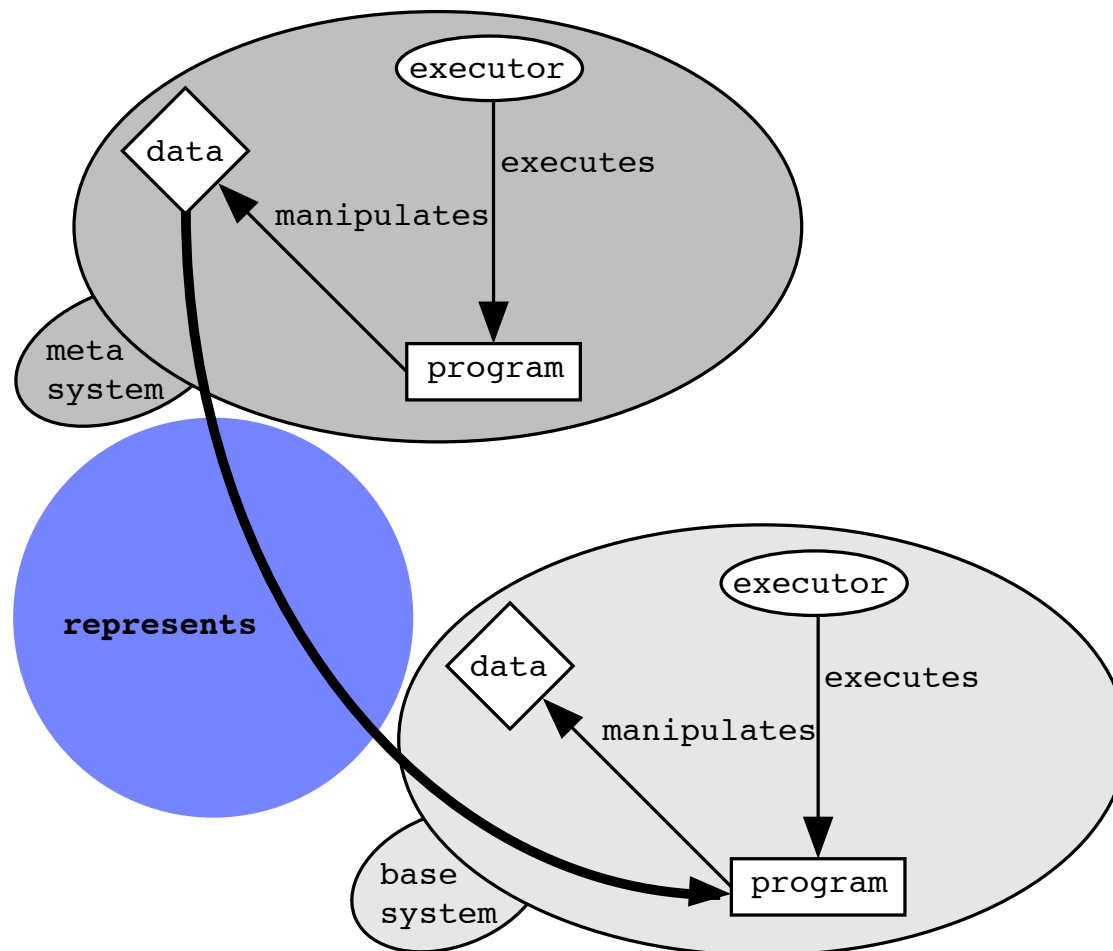 executor
data
executes
manipulates
meta
system
program
executor
represents
data
executes
manipulates
base
system
program